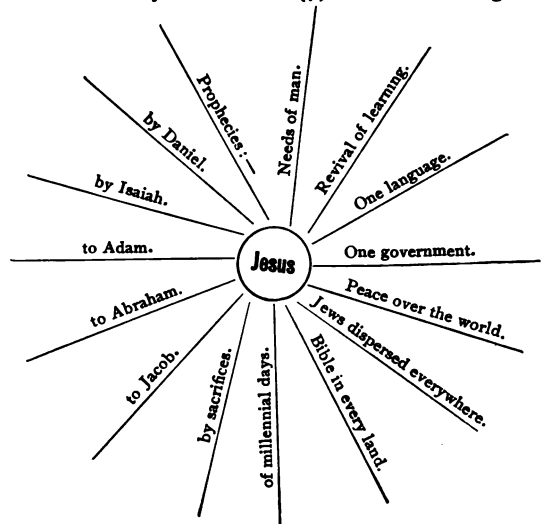 Prophecies:—
by Daniel.
by Isaiah.
to Adam.
to Abraham.
to Jacob.
by sacrifices.
of millennial days.
Jesus
Needs of man.
Revival of learning.
One language.
One government.
Peace over the world.
Jews dispersed everywhere.
Bible in every land.